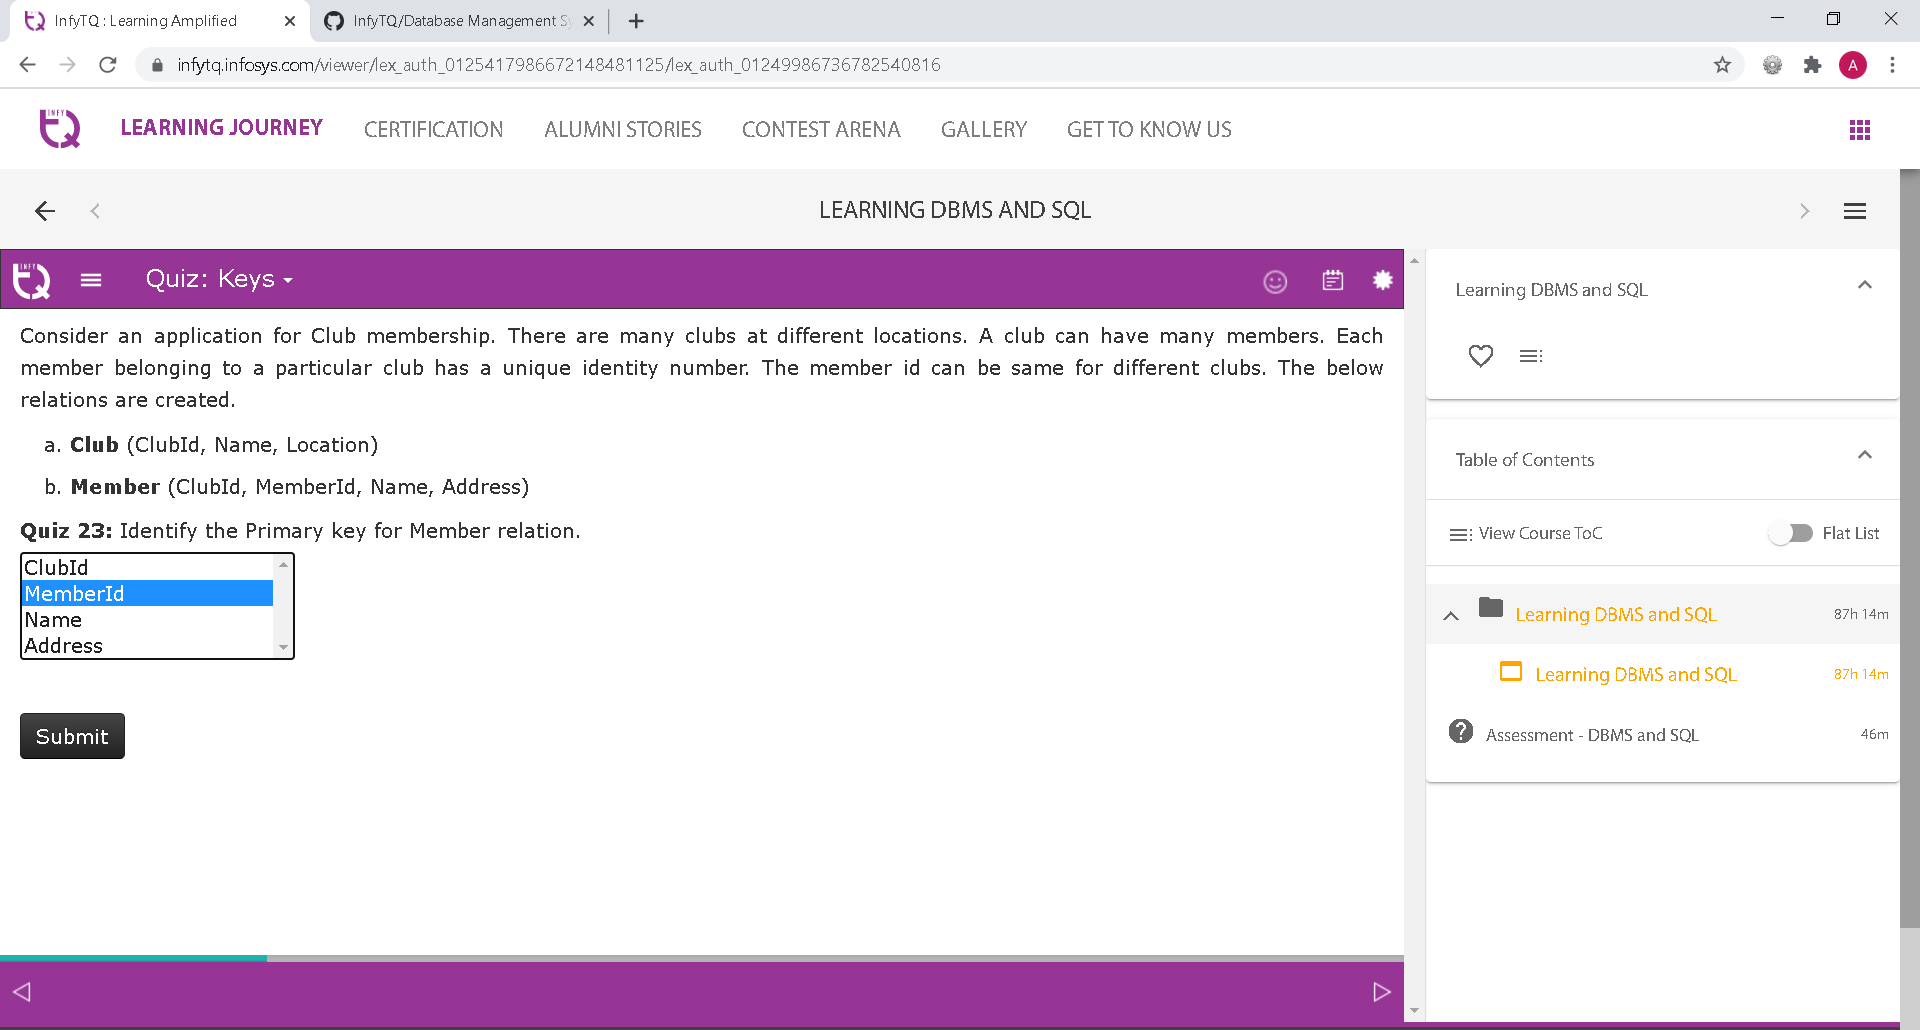 InfyTQ : Learning Amplified
InfyTQ/Database Management Sy
infytq.infosys.com/viewer/lex_auth_0125417986672148481125/lex_auth_01249986736782540816
A
INFY
TQ
LEARNING JOURNEY
CERTIFICATION
ALUMNI STORIES
CONTEST ARENA
GALLERY
GET TO KNOW US
LEARNING DBMS AND SQL
INFY
TQ
Quiz: Keys
Consider an application for Club membership. There are many clubs at different locations. A club can have many members. Each
member belonging to a particular club has a unique identity number. The member id can be same for different clubs. The below
relations are created.
a. Club (ClubId, Name, Location)
b. Member (ClubId, MemberId, Name, Address)
Quiz 23: Identify the Primary key for Member relation.
ClubId
MemberId
Name
Address
Submit
Learning DBMS and SQL
Table of Contents
View Course ToC
Flat List
Learning DBMS and SQL
87h 14m
Learning DBMS and SQL
87h 14m
Assessment - DBMS and SQL
46m